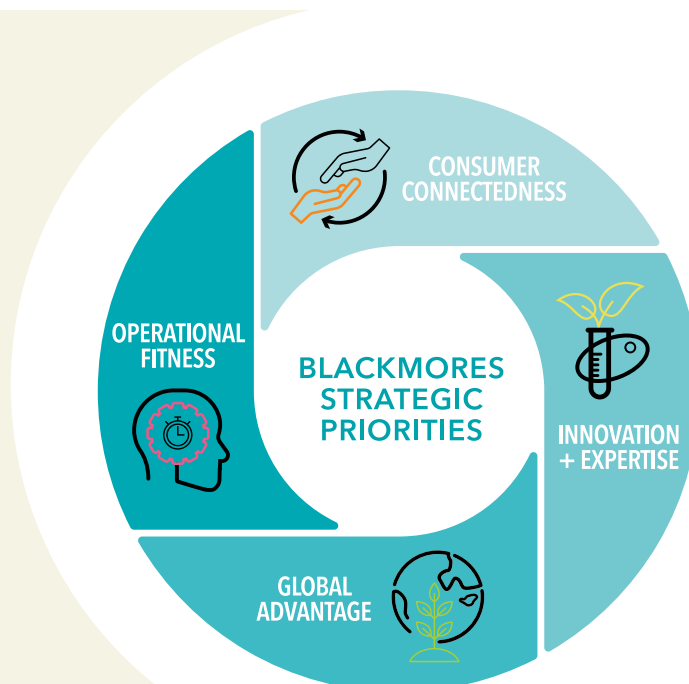 CONSUMER
CONNECTEDNESS
OPERATIONAL
FITNESS
BLACKMORES
STRATEGIC
PRIORITIES
INNOVATION
+ EXPERTISE
GLOBAL
ADVANTAGE